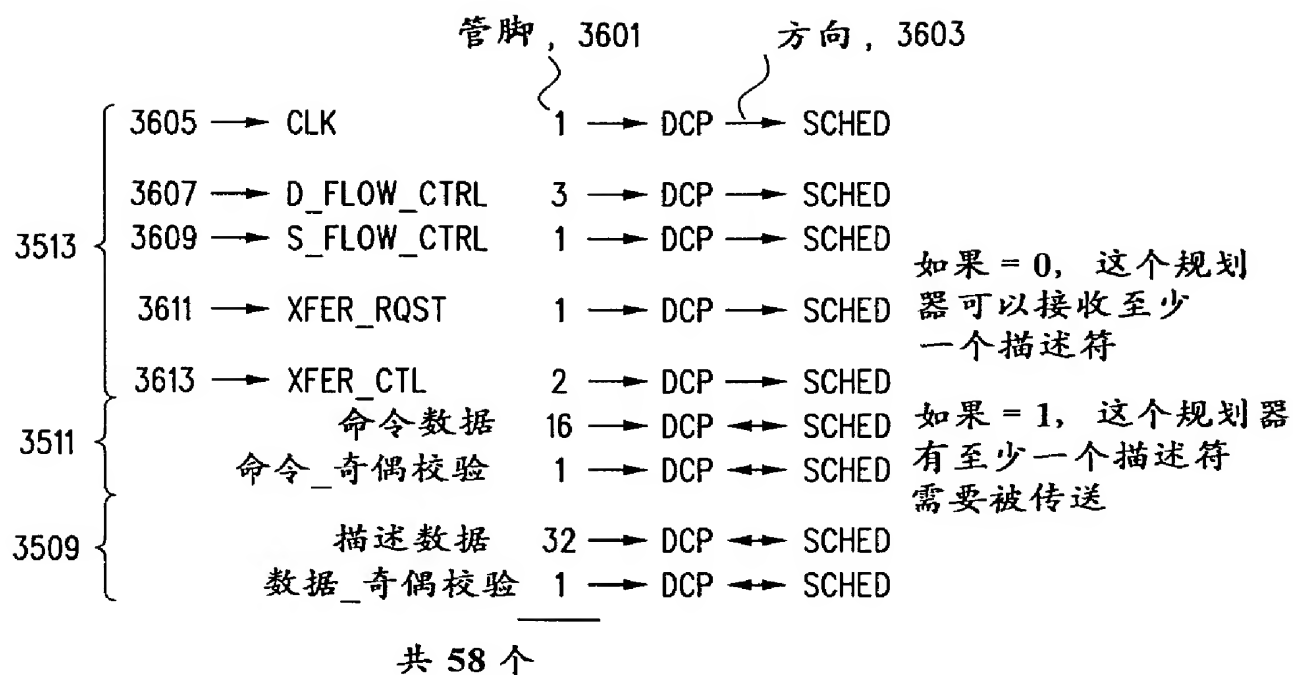 管脚, 3601 方向, 3603
3605 → CLK 1 → DCP → SCHED
3607 → D_FLOW_CTRL 3 → DCP → SCHED
3513
3609 → S_FLOW_CTRL 1 → DCP → SCHED
如果 = 0, 这个规划
器可以接收至少
一个描述符
3611 → XFER_RQST 1 → DCP → SCHED
3613 → XFER_CTL 2 → DCP → SCHED
3511
命令数据 16 → DCP ↔ SCHED
命令_奇偶校验 1 → DCP ↔ SCHED
如果 = 1, 这个规划器
有至少一个描述符
需要被传送
3509
描述数据 32 → DCP ↔ SCHED
数据_奇偶校验 1 → DCP ↔ SCHED
共 58 个